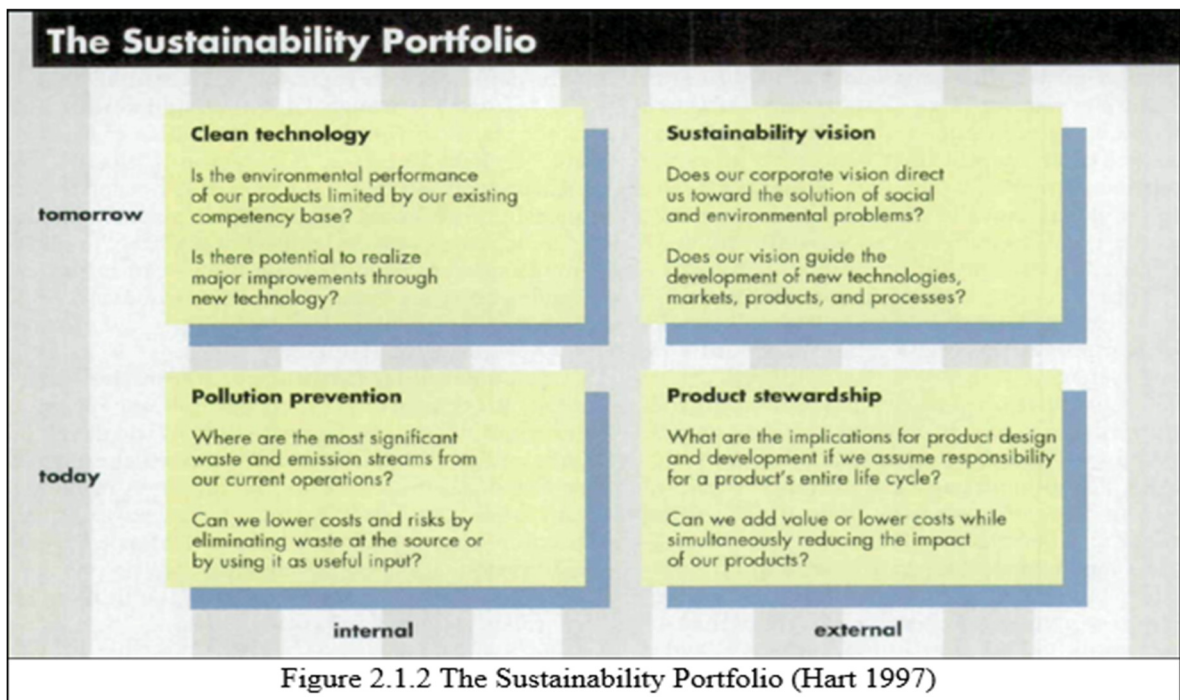 The Sustainability Portfolio
Clean technology
Is the environmental performance
of our products limited by our existing
competency base?
Is there potential to realize
major improvements through
new technology?
Sustainability vision
Does our corporate vision direct
us toward the solution of social
and environmental problems?
Does our vision guide the
development of new technologies,
markets, products, and processes?
tomorrow
Pollution prevention
Where are the most significant
waste and emission streams from
our current operations?
Can we lower costs and risks by
eliminating waste at the source or
by using it as useful input?
Product stewardship
What are the implications for product design
and development if we assume responsibility
for a product's entire life cycle?
Can we add value or lower costs while
simultaneously reducing the impact
of our products?
today
internal
external
Figure 2.1.2 The Sustainability Portfolio (Hart 1997)